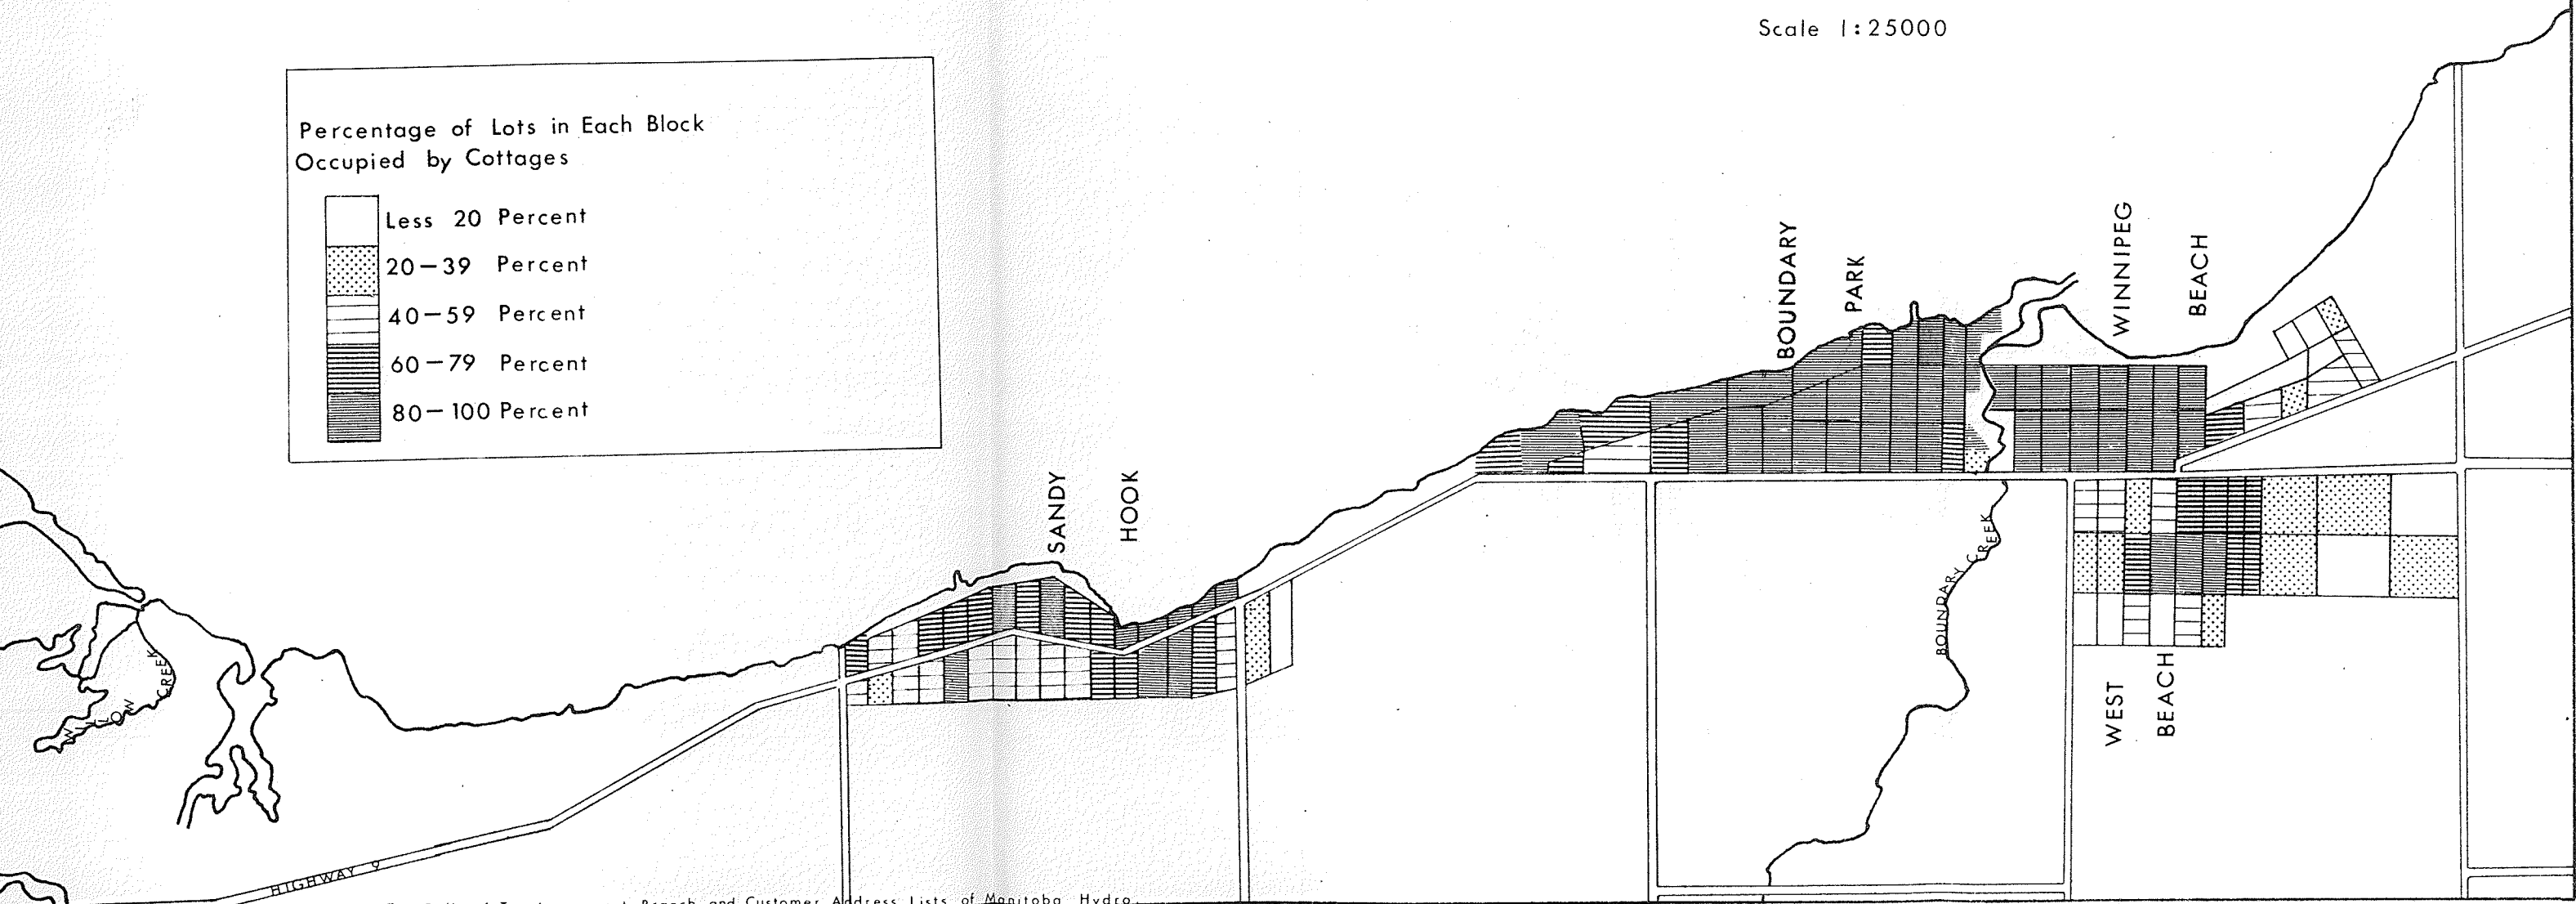 Scale 1:25000
Percentage of Lots in Each Block
Occupied by Cottages
Less 20 Percent
20-39 Percent
40-59 Percent
60-79 Percent
80-100 Percent
BOUNDARY
PARK
WINNIPEG
BEACH
SANDY
HOOK
BOUNDARY CREEK
WILLOW CREEK
WEST
BEACH
HIGHWAY 9
Branch and Customer Address Lists of Manitoba Hydro